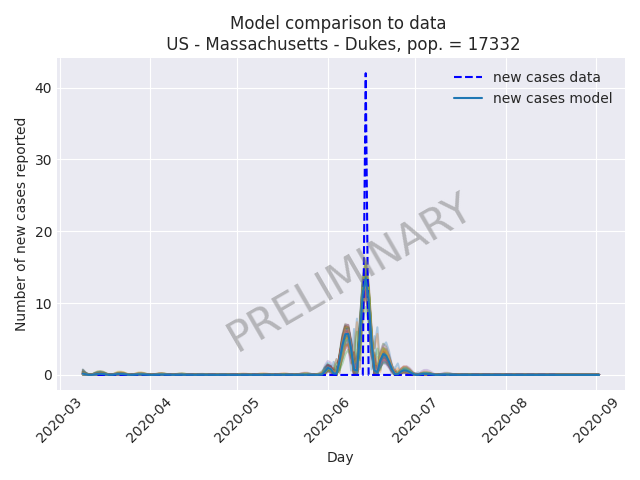 Model comparison to data
US - Massachusetts - Dukes, pop. = 17332
new cases data
new cases model
Number of new cases reported
40
30
20
10
0
PRELIMINARY
2020-03
2020-04
2020-05
2020-06
2020-07
2020-08
2020-09
Day